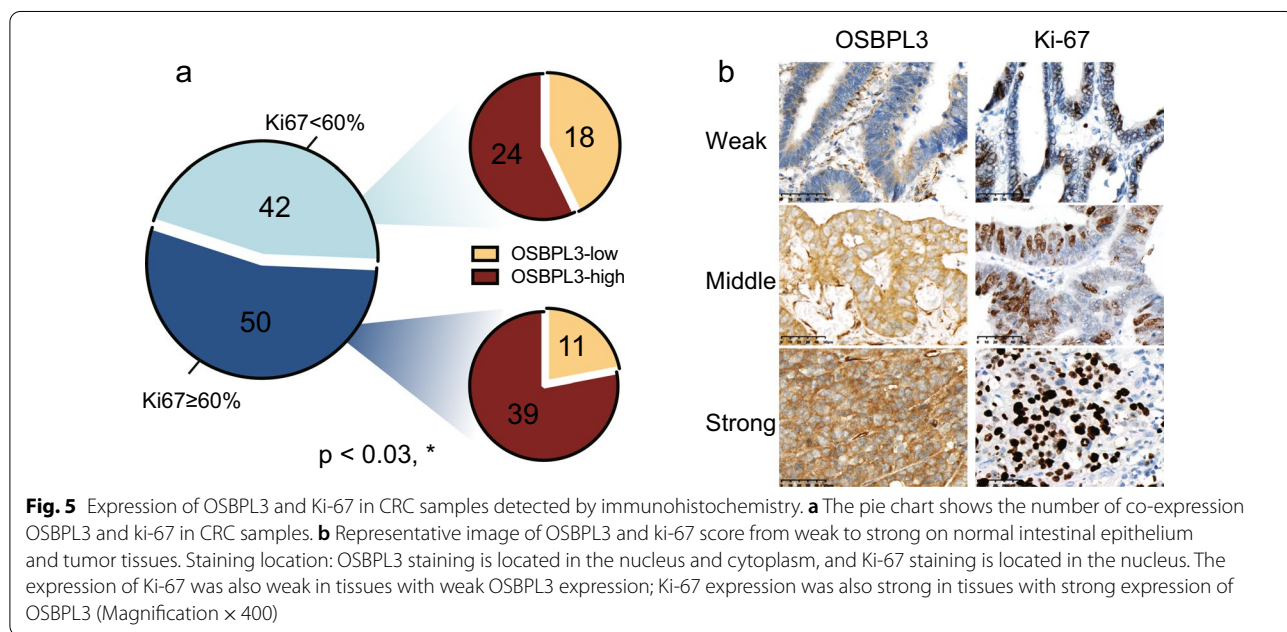 a
Ki67<60%
42
50
Ki67≥60%
24
18
OSBPL3-low
OSBPL3-high
11
39
p < 0.03, *
b
OSBPL3
Ki-67
Weak
Middle
Strong
Fig. 5 Expression of OSBPL3 and Ki-67 in CRC samples detected by immunohistochemistry. a The pie chart shows the number of co-expression
OSBPL3 and ki-67 in CRC samples. b Representative image of OSBPL3 and ki-67 score from weak to strong on normal intestinal epithelium
and tumor tissues. Staining location: OSBPL3 staining is located in the nucleus and cytoplasm, and Ki-67 staining is located in the nucleus. The
expression of Ki-67 was also weak in tissues with weak OSBPL3 expression; Ki-67 expression was also strong in tissues with strong expression of
OSBPL3 (Magnification × 400)